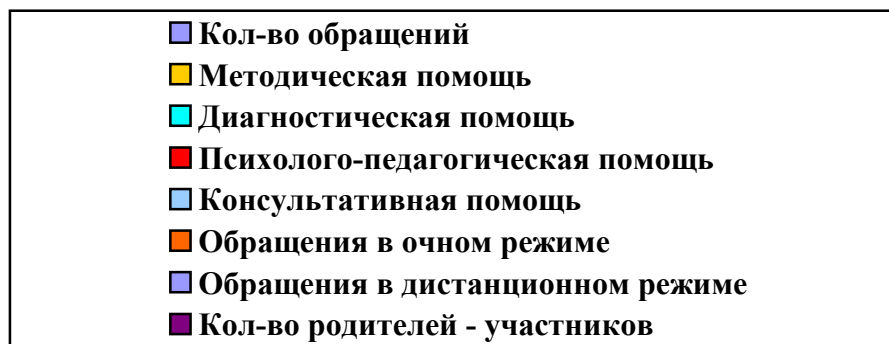 Кол-во обращений
Методическая помощь
Диагностическая помощь
Психолого-педагогическая помощь
Консультативная помощь
Обращения в очном режиме
Обращения в дистанционном режиме
Кол-во родителей - участников